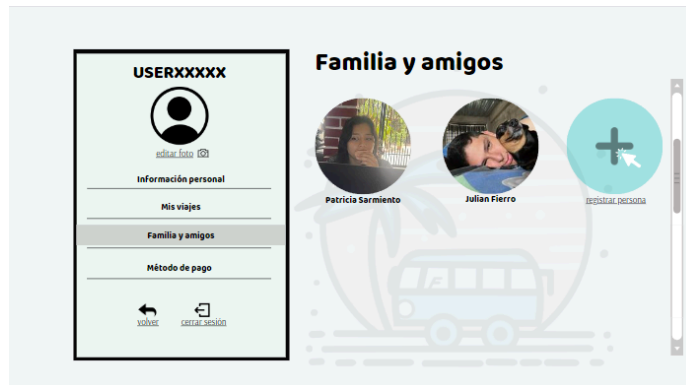 USERXXXXX
editar foto
Información personal
Mis viajes
Familia y amigos
Método de pago
volver
cerrar sesión
Familia y amigos
Patricia Sarmiento
Julian Fierro
registrar persona